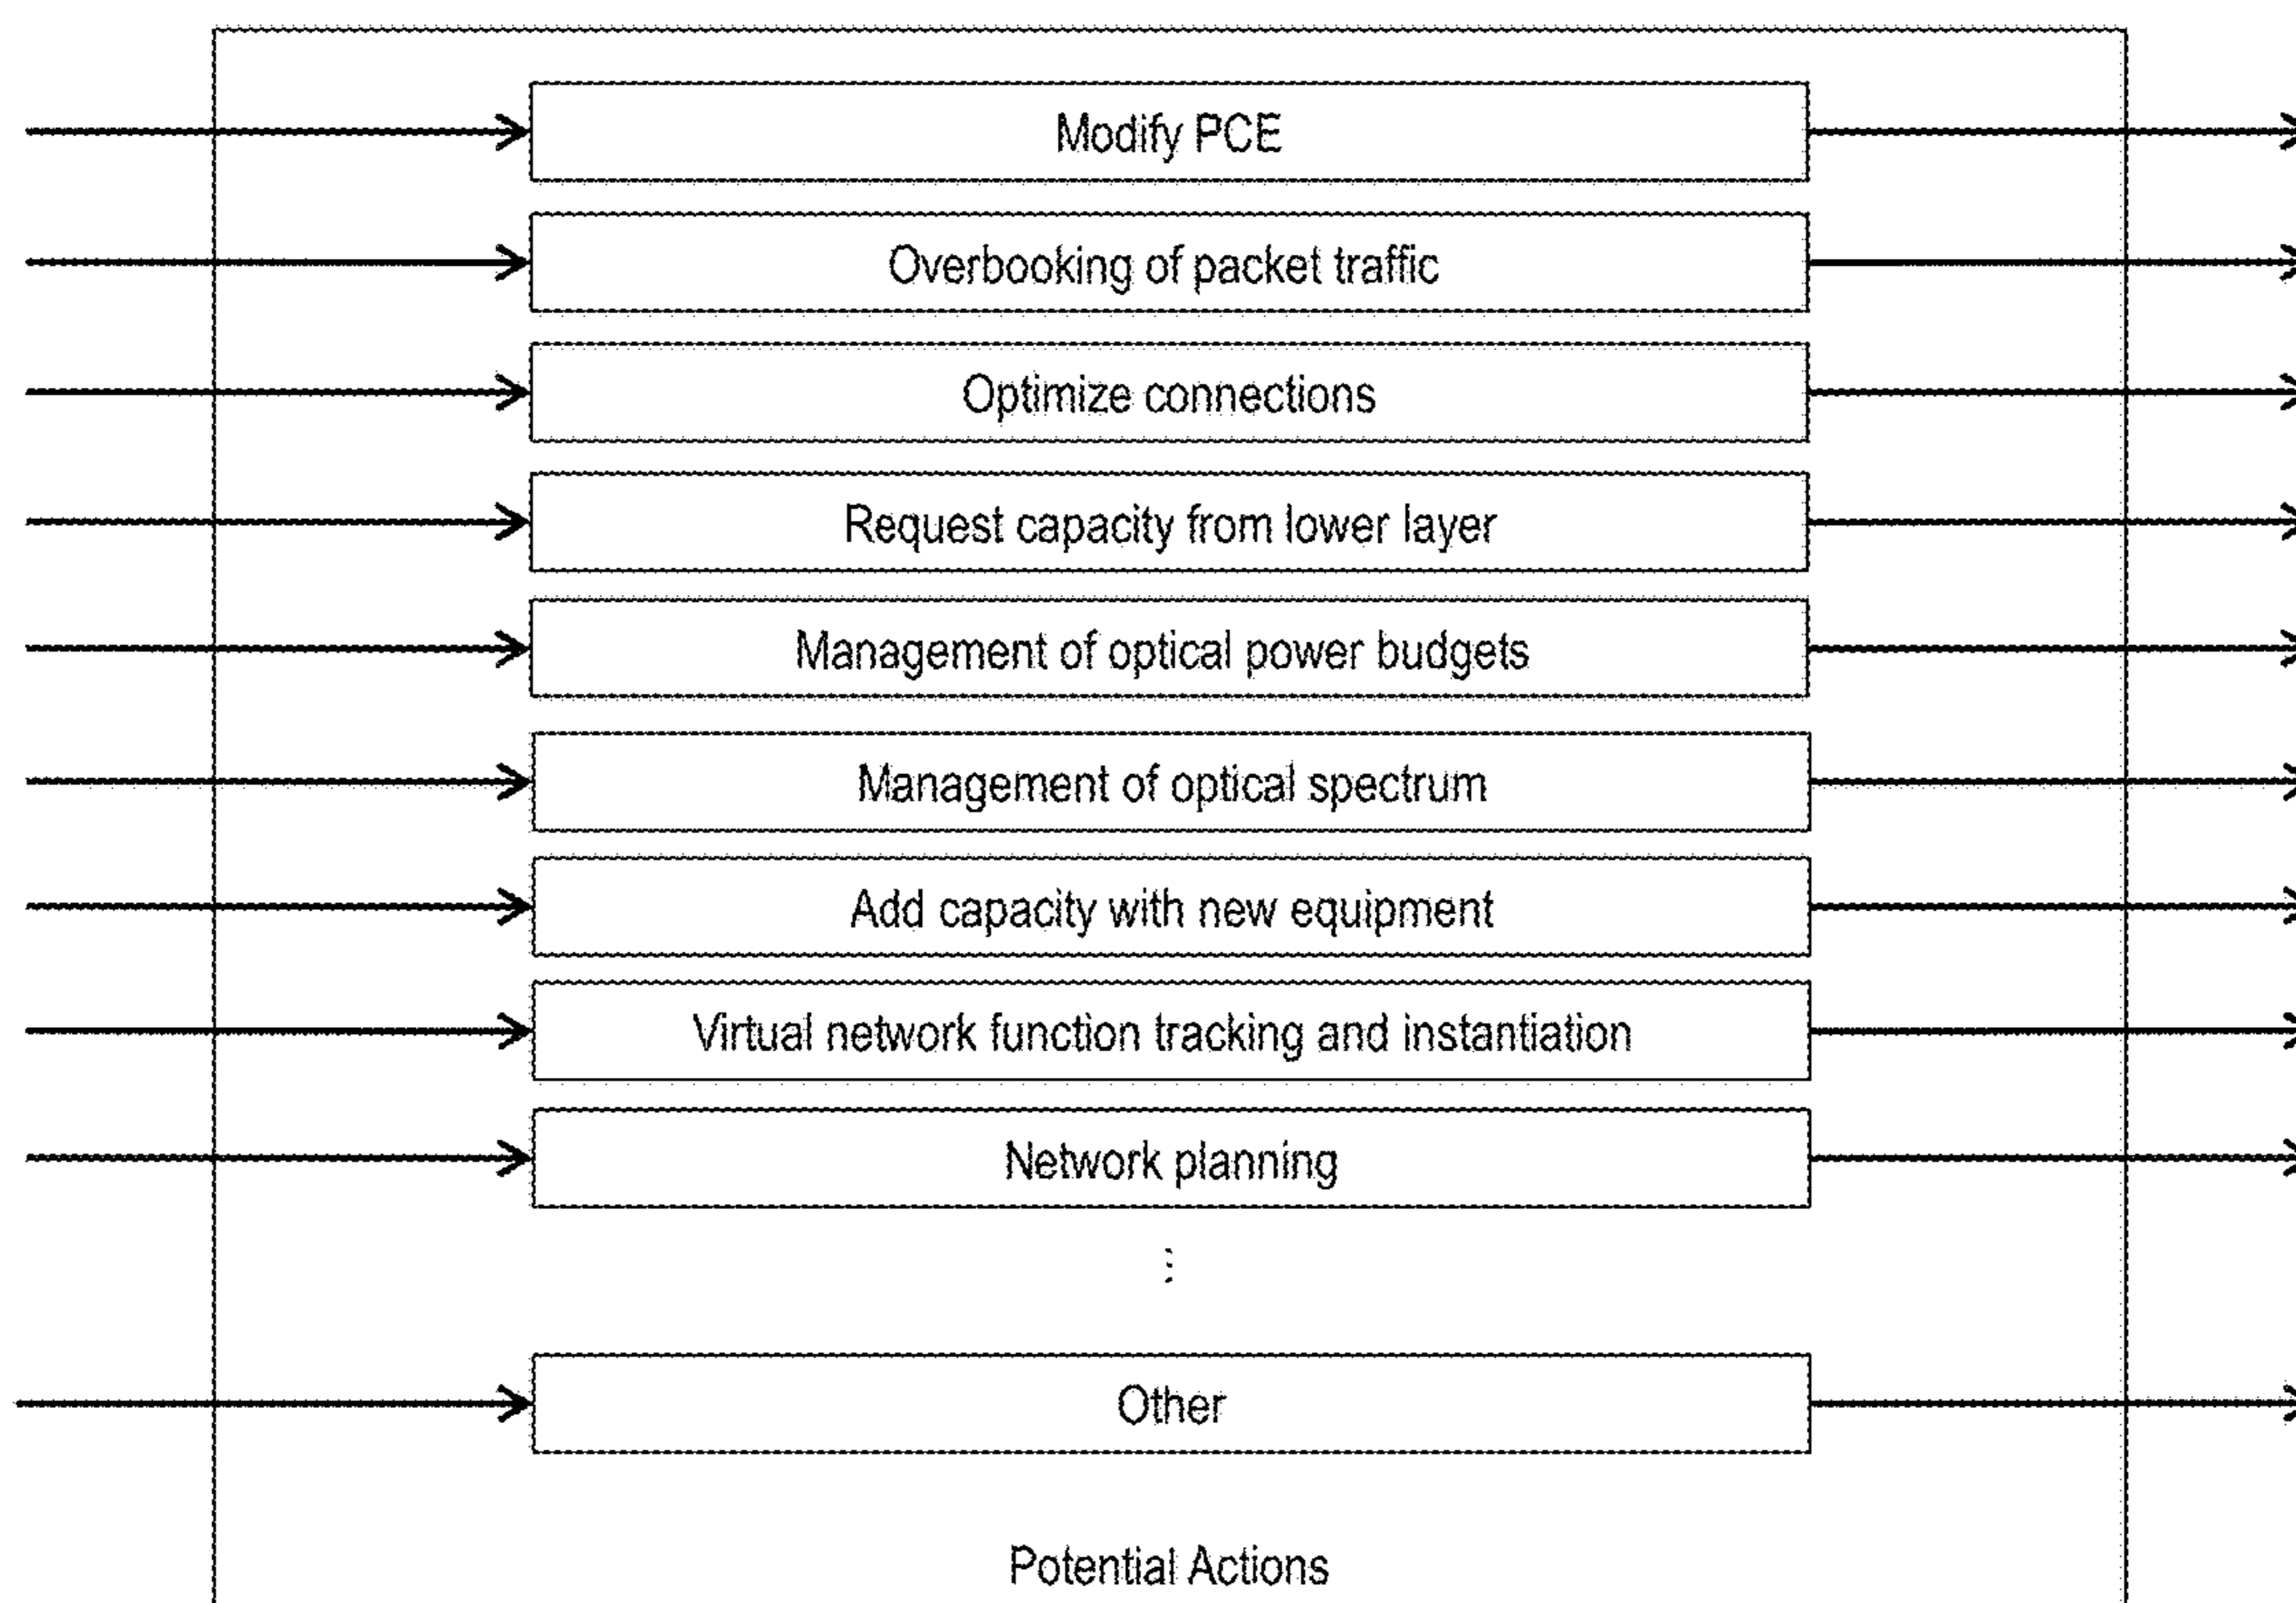 Modify PCE
Overbooking of packet traffic
Optimize connections
Request capacity from lower layer
Management of optical power budgets
Management of optical spectrum
Add capacity with new equipment
Virtual network function tracking and instantiation
Network planning
⋮
Other
Potential Actions